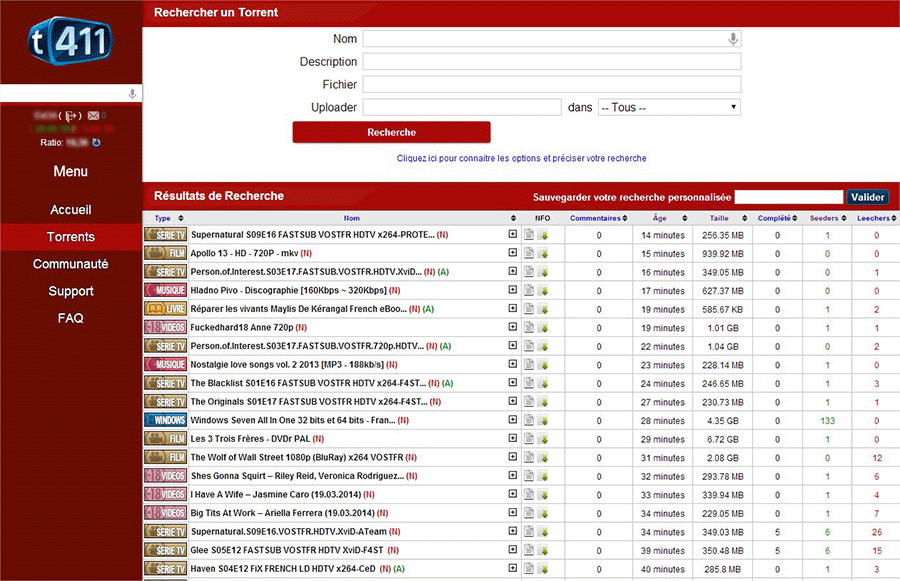 Rechercher un Torrent
t411
Nom
Description
Fichier
Uploader dans -- Tous --
Recherche
Cliquez ici pour connaitre les options et préciser votre recherche
( ) 0
Ratio:
Menu
Accueil
Torrents
Communauté
Support
FAQ
Résultats de Recherche Sauvegarder votre recherche personnalisée Valider
Type Nom NFO Commentaires Âge Taille Complété Seeders Leechers
SÉRIE TV Supernatural S09E16 FASTSUB VOSTFR HDTV x264-PROTE... (N) 0 14 minutes 256.35 MB 0 1 0
FILM Apollo 13 - HD - 720P - mkv (N) 0 15 minutes 939.92 MB 0 0 0
SÉRIE TV Person.of.Interest.S03E17.FASTSUB.VOSTFR.HDTV.XviD... (N) (A) 0 16 minutes 349.05 MB 0 0 1
MUSIQUE Hladno Pivo - Discographie [160Kbps ~ 320Kbps] (N) 0 17 minutes 627.37 MB 0 1 0
LIVRE Réparer les vivants Maylis De Kérangal French eBoo... (N) (A) 0 19 minutes 585.67 KB 0 1 2
-18 VIDEOS Fuckedhard18 Anne 720p (N) 0 19 minutes 1.01 GB 0 1 1
SÉRIE TV Person.of.Interest.S03E17.FASTSUB.VOSTFR.720p.HDTV... (N) (A) 0 22 minutes 1.04 GB 0 0 2
MUSIQUE Nostalgie love songs vol. 2 2013 [MP3 - 188kb/s] (N) 0 23 minutes 228.14 MB 0 1 0
SÉRIE TV The Blacklist S01E16 FASTSUB VOSTFR HDTV x264-F4ST... (N) (A) 0 24 minutes 246.65 MB 0 1 3
SÉRIE TV The Originals S01E17 FASTSUB VOSTFR HDTV x264-F4ST... (N) 0 27 minutes 230.73 MB 0 1 1
WINDOWS Windows Seven All In One 32 bits et 64 bits - Fran... (N) 0 28 minutes 4.35 GB 0 133 0
FILM Les 3 Trois Frères - DVDr PAL (N) 0 29 minutes 6.72 GB 0 1 0
FILM The Wolf of Wall Street 1080p (BluRay) x264 VOSTFR (N) 0 31 minutes 2.08 GB 0 0 12
-18 VIDEOS Shes Gonna Squirt – Riley Reid, Veronica Rodriguez... (N) 0 32 minutes 293.78 MB 0 1 6
-18 VIDEOS I Have A Wife – Jasmine Caro (19.03.2014) (N) 0 33 minutes 339.94 MB 0 1 4
-18 VIDEOS Big Tits At Work – Ariella Ferrera (19.03.2014) (N) 0 34 minutes 229.05 MB 0 1 7
SÉRIE TV Supernatural.S09E16.VOSTFR.HDTV.XviD-ATeam (N) 0 34 minutes 349.03 MB 5 6 26
SÉRIE TV Glee S05E12 FASTSUB VOSTFR HDTV XviD-F4ST (N) 0 39 minutes 350.48 MB 5 6 15
SÉRIE TV Haven S04E12 FiX FRENCH LD HDTV x264-CeD (N) (A) 0 40 minutes 285.8 MB 0 1 3